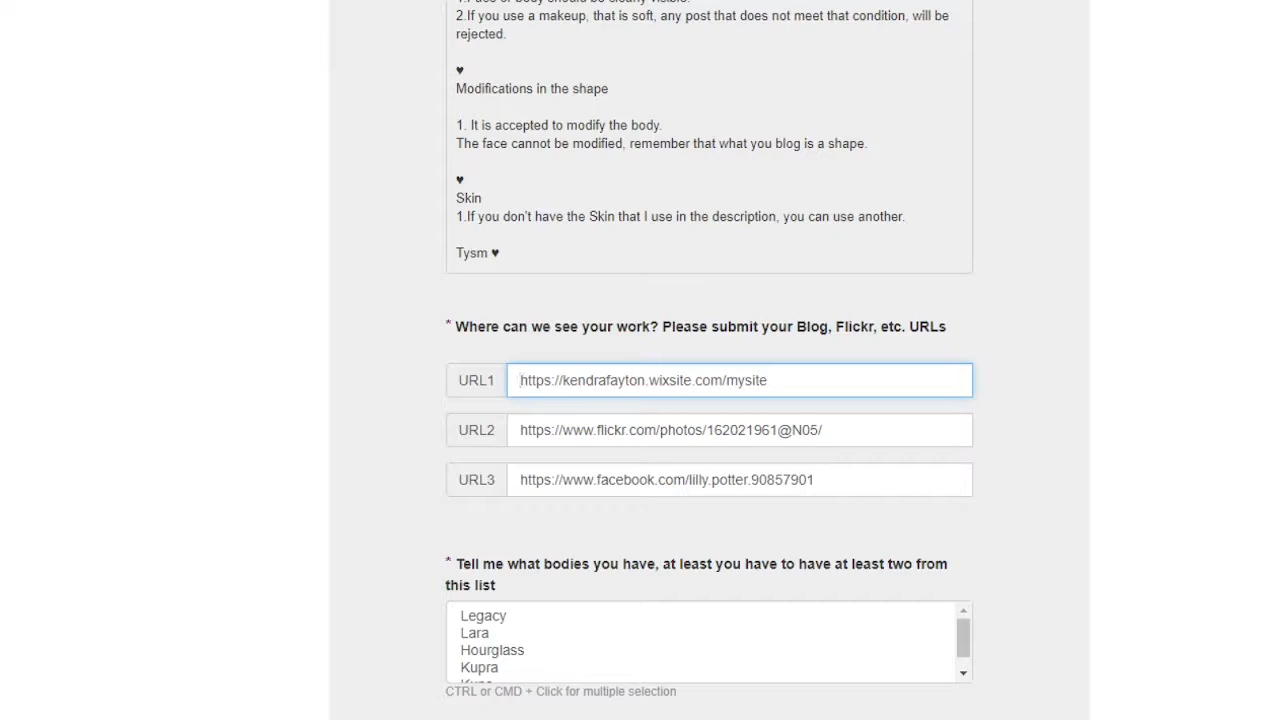 2.If you use a makeup, that is soft, any post that does not meet that condition, will be
rejected.
♥
Modifications in the shape
1. It is accepted to modify the body.
The face cannot be modified, remember that what you blog is a shape.
♥
Skin
1.If you don't have the Skin that I use in the description, you can use another.
Tysm ♥
* Where can we see your work? Please submit your Blog, Flickr, etc. URLs
URL1 https://kendrafayton.wixsite.com/mysite
URL2 https://www.flickr.com/photos/162021961@N05/
URL3 https://www.facebook.com/lilly.potter.90857901
* Tell me what bodies you have, at least you have to have at least two from
this list
Legacy
Lara
Hourglass
Kupra
CTRL or CMD + Click for multiple selection